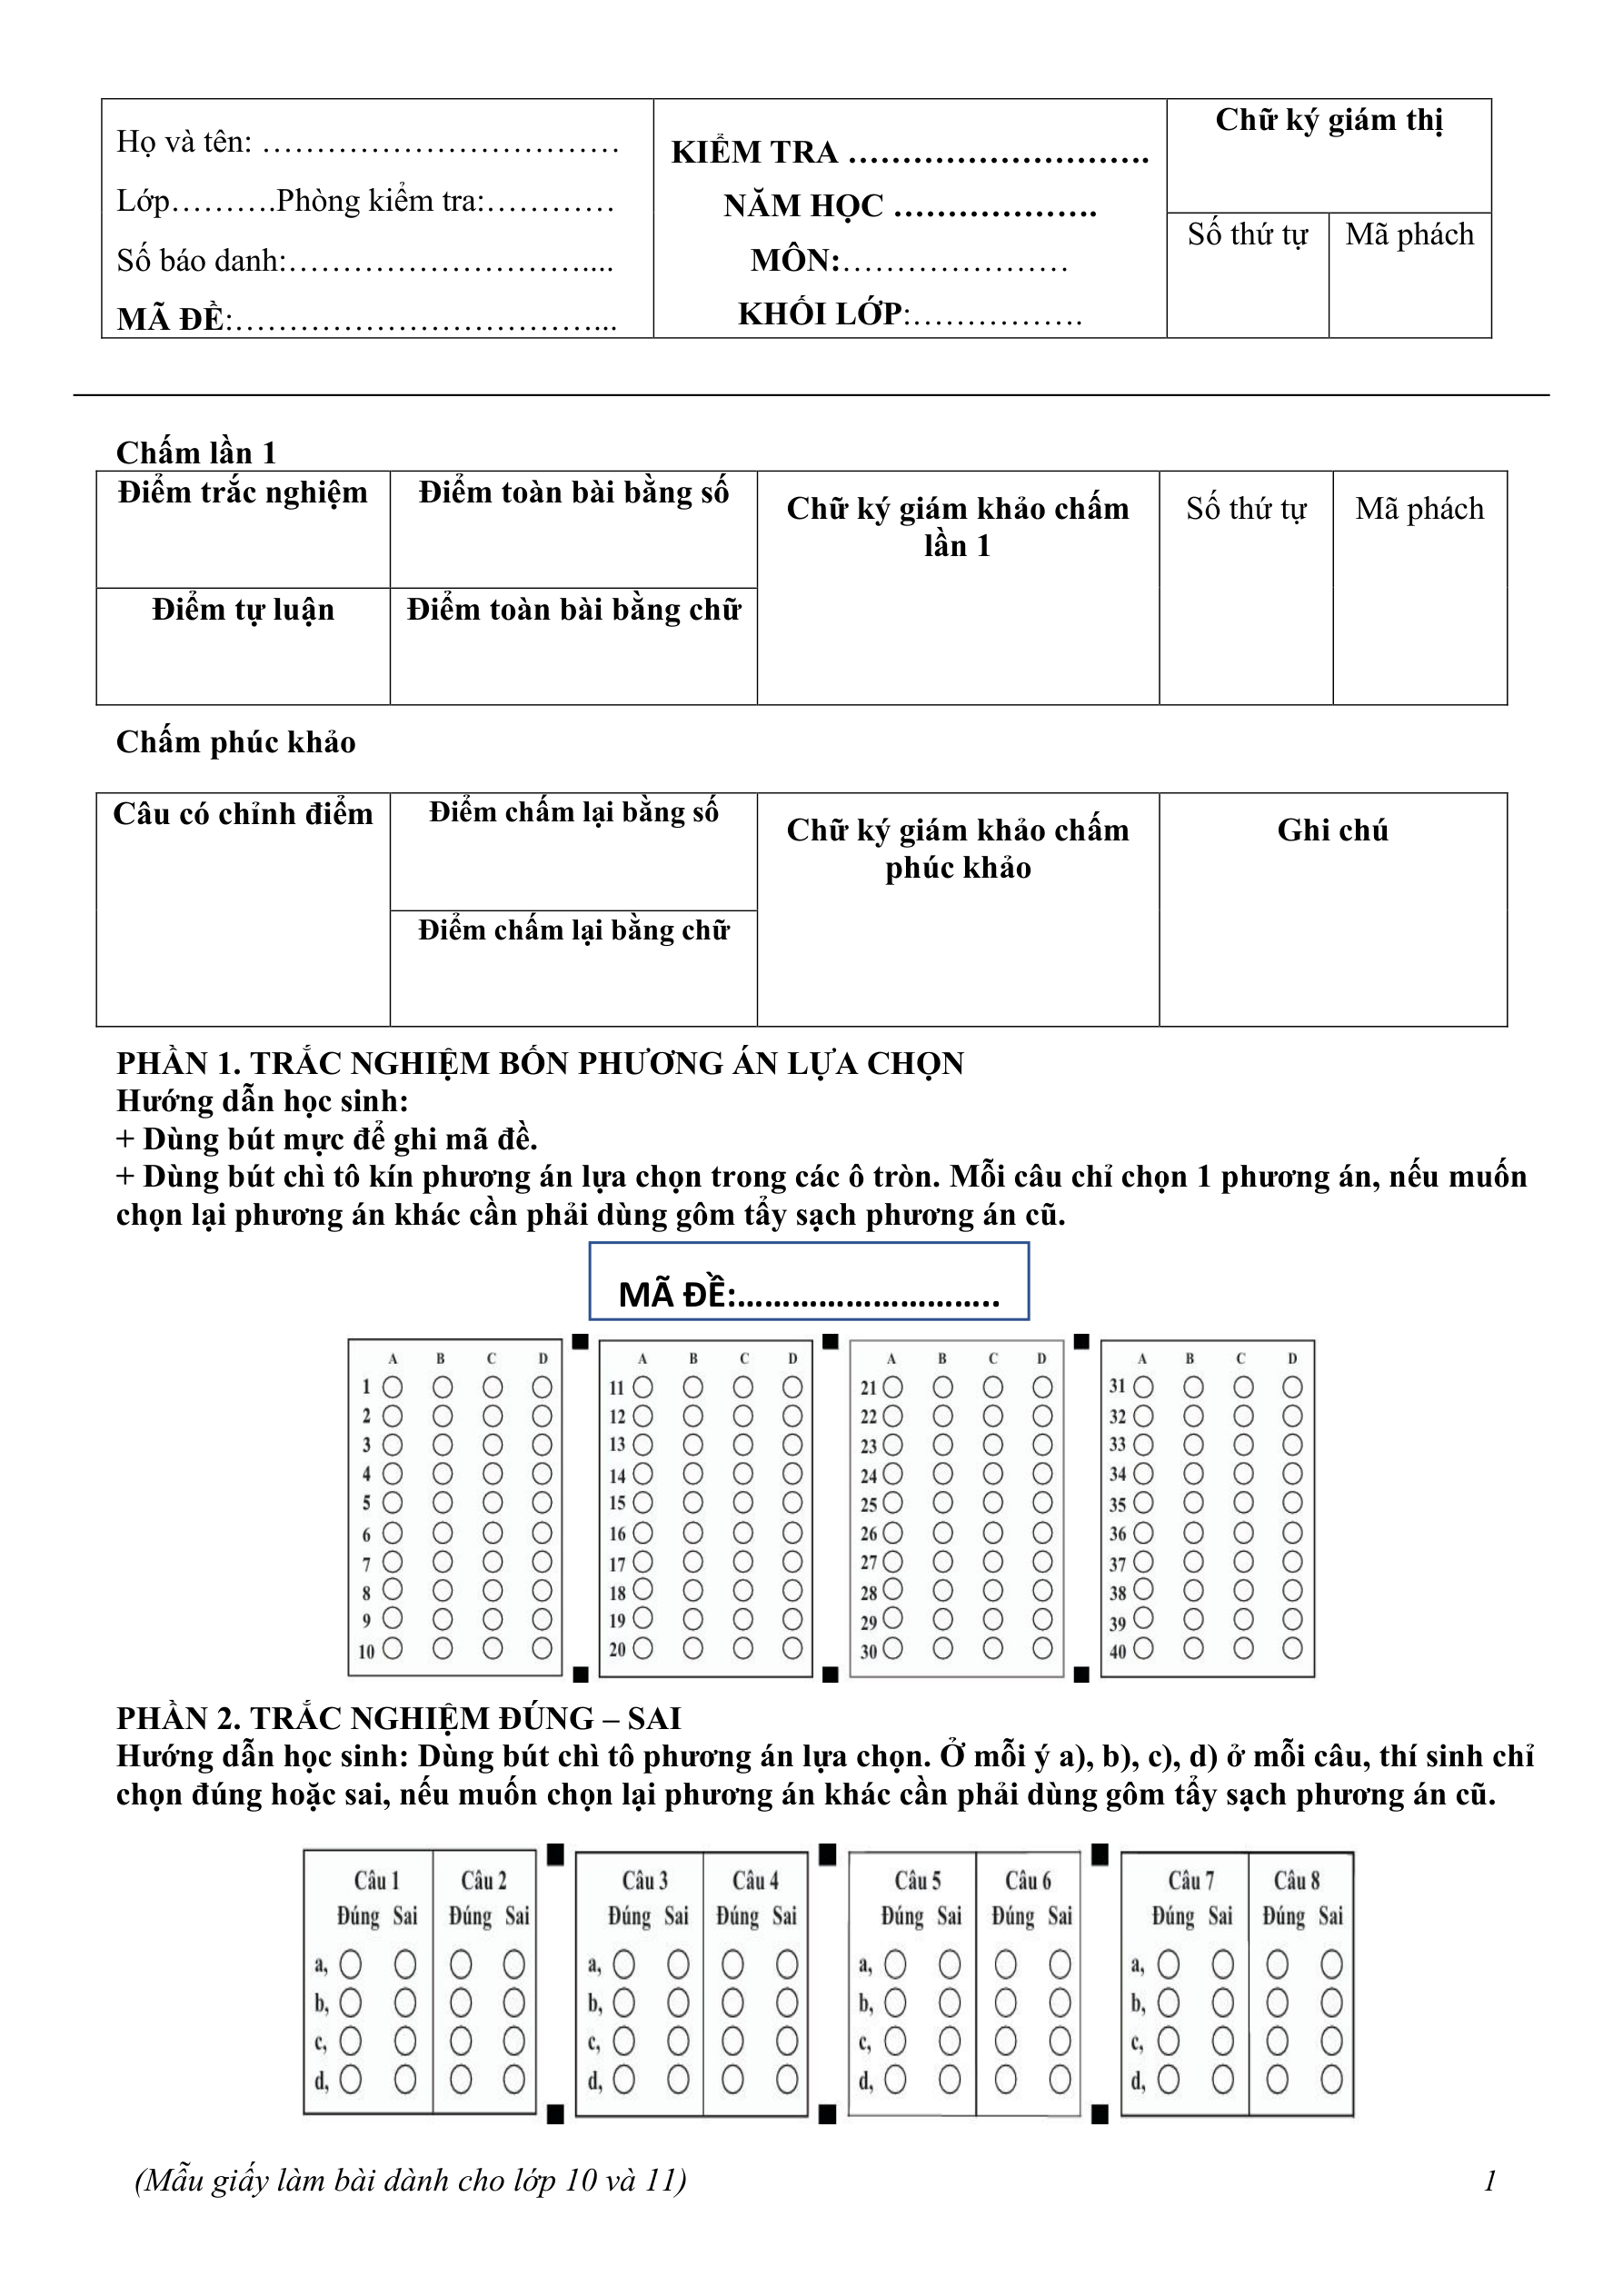 Họ và tên: ……………………………
Lớp……….Phòng kiểm tra:…………
Số báo danh:………………………....
MÃ ĐỀ:……………………………...
KIỂM TRA ……………………….
NĂM HỌC ……………….
MÔN:…………………
KHỐI LỚP:…………….
Chữ ký giám thị
Số thứ tự
Mã phách
Chấm lần 1
Điểm trắc nghiệm
Điểm toàn bài bằng số
Chữ ký giám khảo chấm
lần 1
Số thứ tự
Mã phách
Điểm tự luận
Điểm toàn bài bằng chữ
Chấm phúc khảo
Câu có chỉnh điểm
Điểm chấm lại bằng số
Chữ ký giám khảo chấm
phúc khảo
Ghi chú
Điểm chấm lại bằng chữ
PHẦN 1. TRẮC NGHIỆM BỐN PHƯƠNG ÁN LỰA CHỌN
Hướng dẫn học sinh:
+ Dùng bút mực để ghi mã đề.
+ Dùng bút chì tô kín phương án lựa chọn trong các ô tròn. Mỗi câu chỉ chọn 1 phương án, nếu muốn
chọn lại phương án khác cần phải dùng gôm tẩy sạch phương án cũ.
MÃ ĐỀ:………………………..
A B C D
1
2
3
4
5
6
7
8
9
10
A B C D
11
12
13
14
15
16
17
18
19
20
A B C D
21
22
23
24
25
26
27
28
29
30
A B C D
31
32
33
34
35
36
37
38
39
40
PHẦN 2. TRẮC NGHIỆM ĐÚNG – SAI
Hướng dẫn học sinh: Dùng bút chì tô phương án lựa chọn. Ở mỗi ý a), b), c), d) ở mỗi câu, thí sinh chỉ
chọn đúng hoặc sai, nếu muốn chọn lại phương án khác cần phải dùng gôm tẩy sạch phương án cũ.
Câu 1 Câu 2
Đúng Sai Đúng Sai
a,
b,
c,
d,
Câu 3 Câu 4
Đúng Sai Đúng Sai
a,
b,
c,
d,
Câu 5 Câu 6
Đúng Sai Đúng Sai
a,
b,
c,
d,
Câu 7 Câu 8
Đúng Sai Đúng Sai
a,
b,
c,
d,
(Mẫu giấy làm bài dành cho lớp 10 và 11) 1